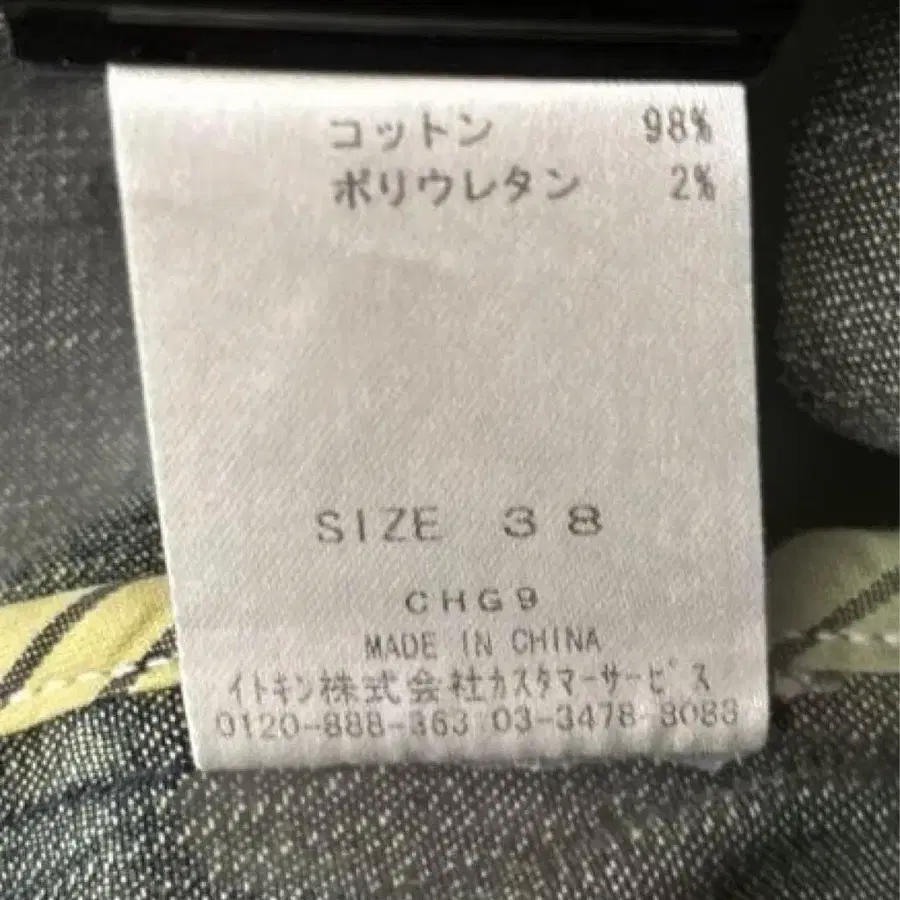 コットン 98%
ポリウレタン 2%
SIZE 38
CHG9
MADE IN CHINA
イトキン株式会社カスタマーサービス
0120-888-363 03-3478-8088